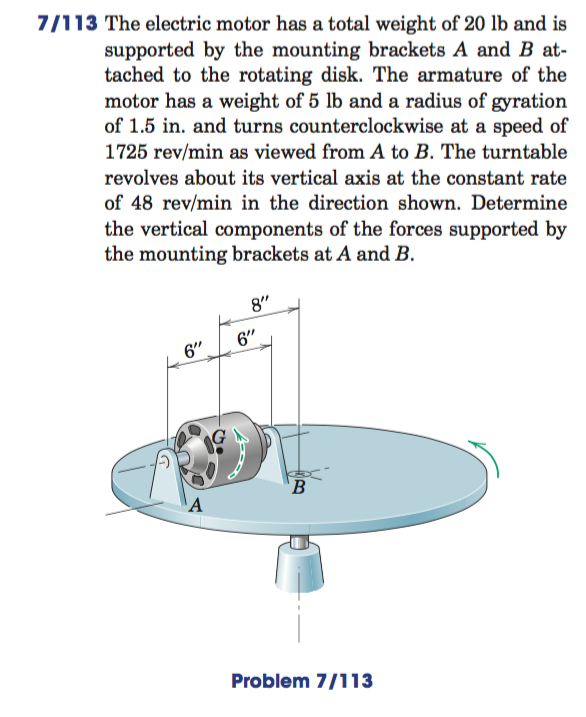 7/113 The electric motor has a total weight of 20 lb and is
supported by the mounting brackets A and B at-
tached to the rotating disk. The armature of the
motor has a weight of 5 lb and a radius of gyration
of 1.5 in. and turns counterclockwise at a speed of
1725 rev/min as viewed from A to B. The turntable
revolves about its vertical axis at the constant rate
of 48 rev/min in the direction shown. Determine
the vertical components of the forces supported by
the mounting brackets at A and B.
8″
6″
6″
G
B
A
Problem 7/113